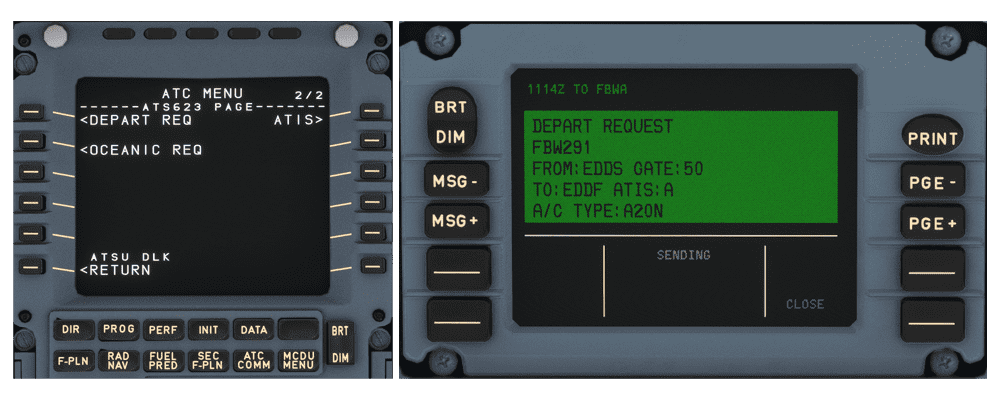 ATC MENU 2/2
------ATS623 PAGE-------
<DEPART REQ ATIS>
<OCEANIC REQ
ATSU DLK
<RETURN
DIR PROG PERF INIT DATA BRT
F-PLN RAD NAV FUEL PRED SEC F-PLN ATC COMM MCDU MENU DIM
BRT
DIM
MSG-
MSG+
1114Z TO FBWA
DEPART REQUEST
FBW291
FROM:EDDS GATE:50
TO:EDDF ATIS:A
A/C TYPE:A20N
SENDING
CLOSE
PRINT
PGE-
PGE+